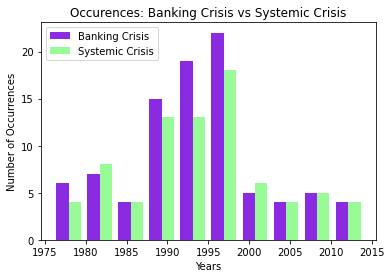 Occurences: Banking Crisis vs Systemic Crisis
Banking Crisis
Systemic Crisis
Number of Occurrences
20
15
10
5
0
1975 1980 1985 1990 1995 2000 2005 2010 2015
Years